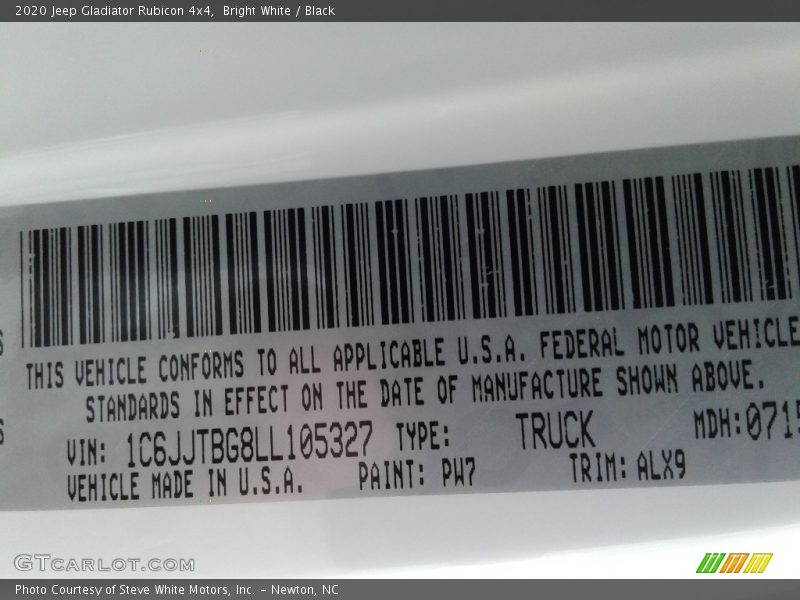 2020 Jeep Gladiator Rubicon 4x4,  Bright White / Black
THIS VEHICLE CONFORMS TO ALL APPLICABLE U.S.A. FEDERAL MOTOR VEHICLE
STANDARDS IN EFFECT ON THE DATE OF MANUFACTURE SHOWN ABOVE.
VIN: 1C6JJTBG8LL105327 TYPE: TRUCK MDH:0715
VEHICLE MADE IN U.S.A. PAINT: PW7 TRIM: ALX9
GTCARLOT.COM
Photo Courtesy of Steve White Motors, Inc. – Newton, NC